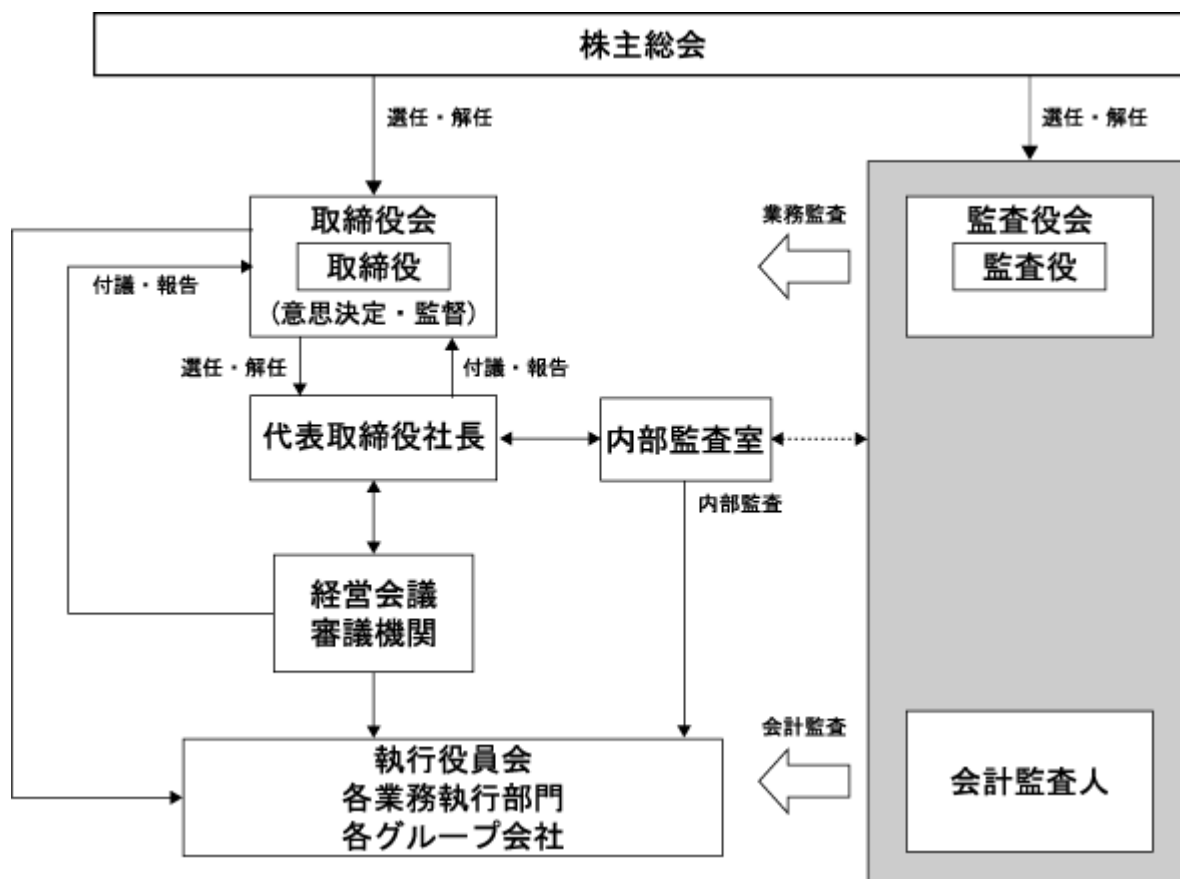 株主総会
選任・解任
選任・解任
取締役会
取締役
(意思決定・監督)
業務監査
監査役会
監査役
付議・報告
選任・解任
付議・報告
代表取締役社長
内部監査室
内部監査
経営会議
審議機関
会計監査
執行役員会
各業務執行部門
各グループ会社
会計監査人